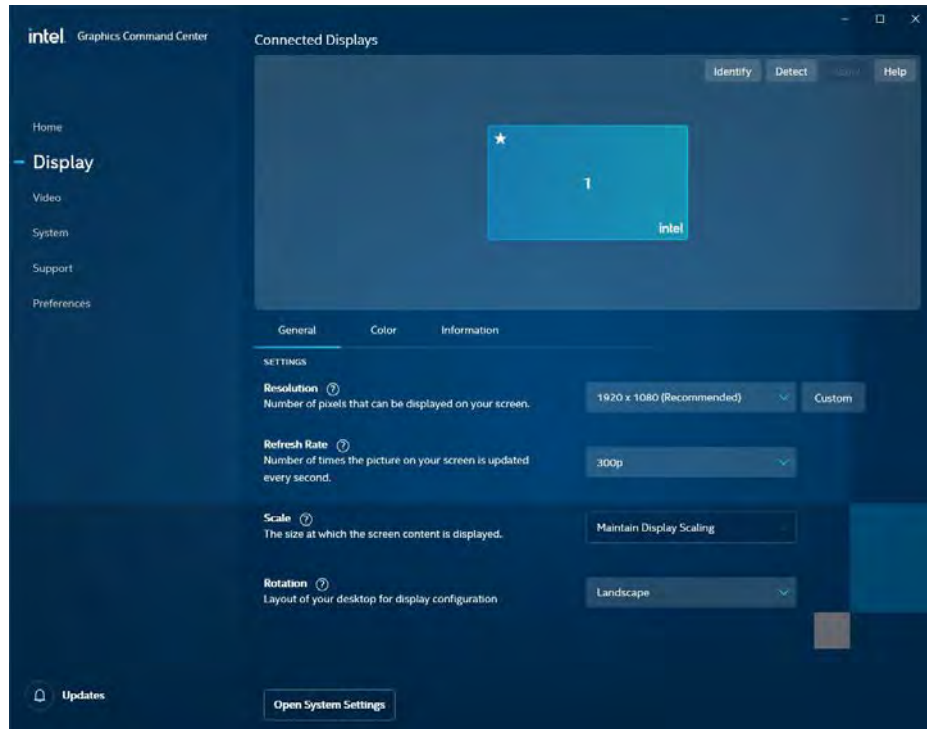 intel. Graphics Command Center
Connected Displays
Identify Detect Help
1
intel
Home
Display
Video
System
Support
Preferences
General Color Information
SETTINGS
Resolution ?
Number of pixels that can be displayed on your screen.
1920 x 1080 (Recommended)
Custom
Refresh Rate ?
Number of times the picture on your screen is updated
every second.
300p
Scale ?
The size at which the screen content is displayed.
Maintain Display Scaling
Rotation ?
Layout of your desktop for display configuration
Landscape
Updates
Open System Settings